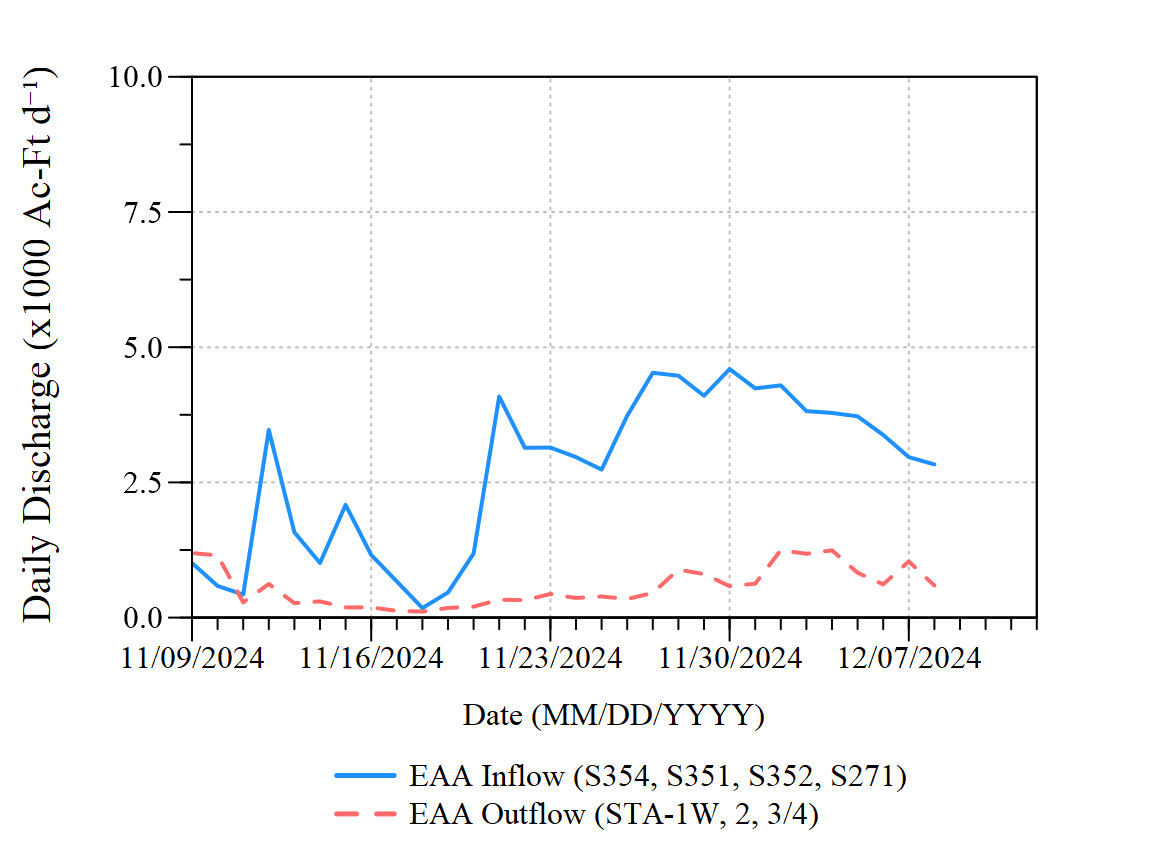 Daily Discharge (x1000 Ac-Ft d⁻¹)
10.0
7.5
5.0
2.5
0.0
11/09/2024 11/16/2024 11/23/2024 11/30/2024 12/07/2024
Date (MM/DD/YYYY)
EAA Inflow (S354, S351, S352, S271)
EAA Outflow (STA-1W, 2, 3/4)